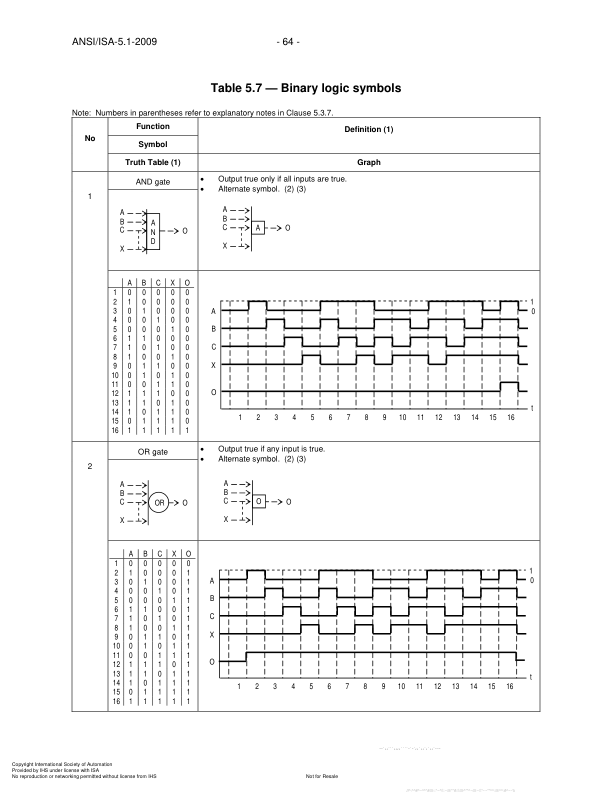 ANSI/ISA-5.1-2009
- 64 -
Table 5.7 — Binary logic symbols
Note: Numbers in parentheses refer to explanatory notes in Clause 5.3.7.
No
Function
Definition (1)
Symbol
Truth Table (1)
Graph
1
AND gate
• Output true only if all inputs are true.
• Alternate symbol. (2) (3)
A
B
C
X
A
N
D
O
A
B
C
X
A
O
A B C X O
1 0 0 0 0 0
2 1 0 0 0 0
3 0 1 0 0 0
4 0 0 1 0 0
5 0 0 0 1 0
6 1 1 0 0 0
7 1 0 1 0 0
8 1 0 0 1 0
9 0 1 1 0 0
10 0 1 0 1 0
11 0 0 1 1 0
12 1 1 1 0 0
13 1 1 0 1 0
14 1 0 1 1 0
15 0 1 1 1 0
16 1 1 1 1 1
1
A 0
B
C
X
O
t
1 2 3 4 5 6 7 8 9 10 11 12 13 14 15 16
2
OR gate
• Output true if any input is true.
• Alternate symbol. (2) (3)
A
B
C
X
OR
O
A
B
C
X
O
O
A B C X O
1 0 0 0 0 0
2 1 0 0 0 1
3 0 1 0 0 1
4 0 0 1 0 1
5 0 0 0 1 1
6 1 1 0 0 1
7 1 0 1 0 1
8 1 0 0 1 1
9 0 1 1 0 1
10 0 1 0 1 1
11 0 0 1 1 1
12 1 1 1 0 1
13 1 1 0 1 1
14 1 0 1 1 1
15 0 1 1 1 1
16 1 1 1 1 1
1
A 0
B
C
X
O
t
1 2 3 4 5 6 7 8 9 10 11 12 13 14 15 16
Copyright International Society of Automation
Provided by IHS under license with ISA
No reproduction or networking permitted without license from IHS
Not for Resale